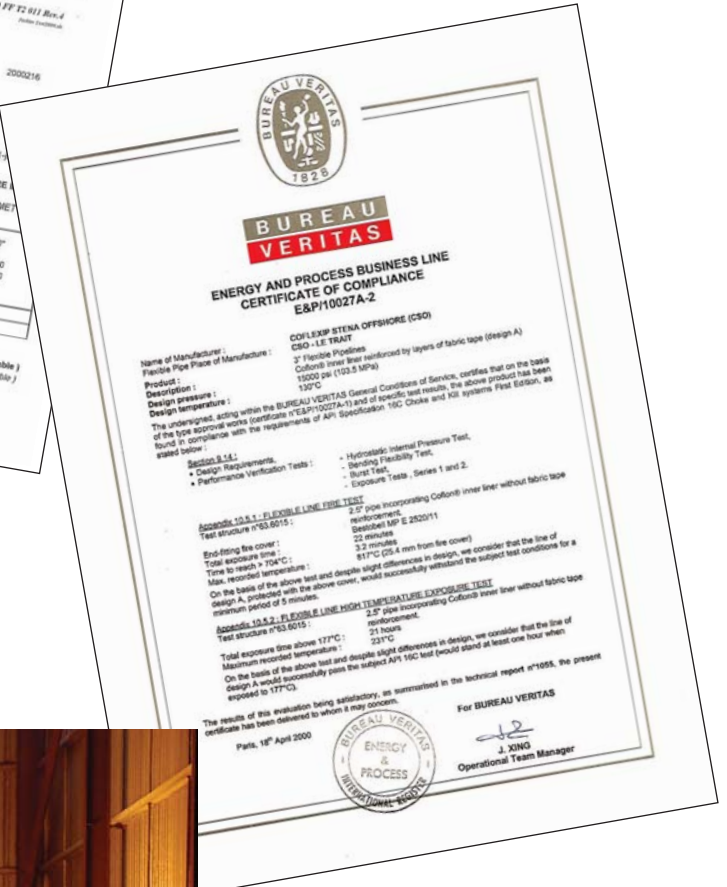 FF T2 011 Rev.4
2000216
BUREAU VERITAS
1828
BUREAU
VERITAS
ENERGY AND PROCESS BUSINESS LINE
CERTIFICATE OF COMPLIANCE
E&P/10027A-2
Name of Manufacturer : COFLEXIP STENA OFFSHORE (CSO)
Flexible Pipe Place of Manufacture : CSO - LE TRAIT
Product : 3" Flexible Pipelines
Description : Coflon® inner liner reinforced by layers of fabric tape (design A)
Design pressure : 15000 psi (103.5 MPa)
Design temperature : 130°C
The undersigned, acting within the BUREAU VERITAS General Conditions of Service, certifies that on the basis
of the type approval works (certificate n°E&P/10027A-1) and of specific test results, the above product has been
found in compliance with the requirements of API Specification 16C Choke and Kill systems First Edition, as
stated below :
Section 9.14 :
• Design Requirements,
• Performance Verification Tests : - Hydrostatic Internal Pressure Test,
- Bending Flexibility Test,
- Burst Test,
- Exposure Tests , Series 1 and 2.
Appendix 10.5.1 : FLEXIBLE LINE FIRE TEST
Test structure n°63.6015 : 2.5" pipe incorporating Coflon® inner liner without fabric tape
reinforcement.
End-fitting fire cover : Bestobell MP E 2520/11
Total exposure time : 22 minutes
Time to reach > 704°C : 3.2 minutes
Max. recorded temperature : 817°C (25.4 mm from fire cover)
On the basis of the above test and despite slight differences in design, we consider that the line of
design A, protected with the above cover, would successfully withstand the subject test conditions for a
minimum period of 5 minutes.
Appendix 10.5.2 : FLEXIBLE LINE HIGH TEMPERATURE EXPOSURE TEST
Test structure n°63.6015 : 2.5" pipe incorporating Coflon® inner liner without fabric tape
reinforcement.
Total exposure time above 177°C : 21 hours
Maximum recorded temperature : 231°C
On the basis of the above test and despite slight differences in design, we consider that the line of
design A would successfully pass the subject API 16C test (would stand at least one hour when
exposed to 177°C).
The results of this evaluation being satisfactory, as summarised in the technical report n°1055, the present
certificate has been delivered to whom it may concern.
Paris, 18th April 2000
For BUREAU VERITAS
J. XING
Operational Team Manager
BUREAU VERITAS
ENERGY
&
PROCESS
INTERNATIONAL REGISTER